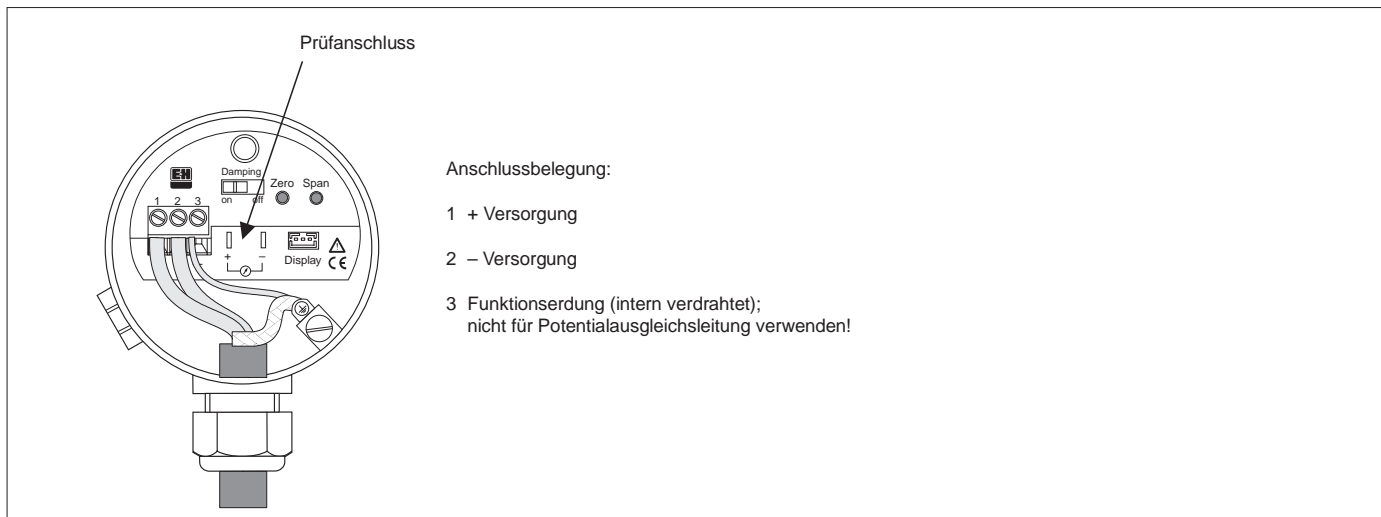 Prüfanschluss
E+H
Damping
Zero Span
on off
1 2 3
+ –
Display
CE
Anschlussbelegung:
1 + Versorgung
2 – Versorgung
3 Funktionserdung (intern verdrahtet);
nicht für Potentialausgleichsleitung verwenden!